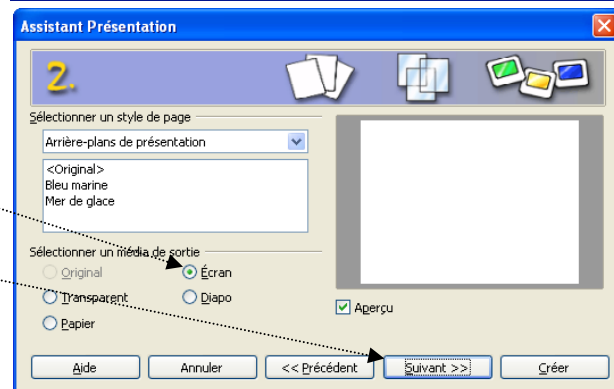 Assistant Présentation
2.
Sélectionner un style de page
Arrière-plans de présentation
<Original>
Bleu marine
Mer de glace
Sélectionner un média de sortie
Original
Écran
Transparent
Diapo
Papier
Aperçu
Aide
Annuler
<< Précédent
Suivant >>
Créer